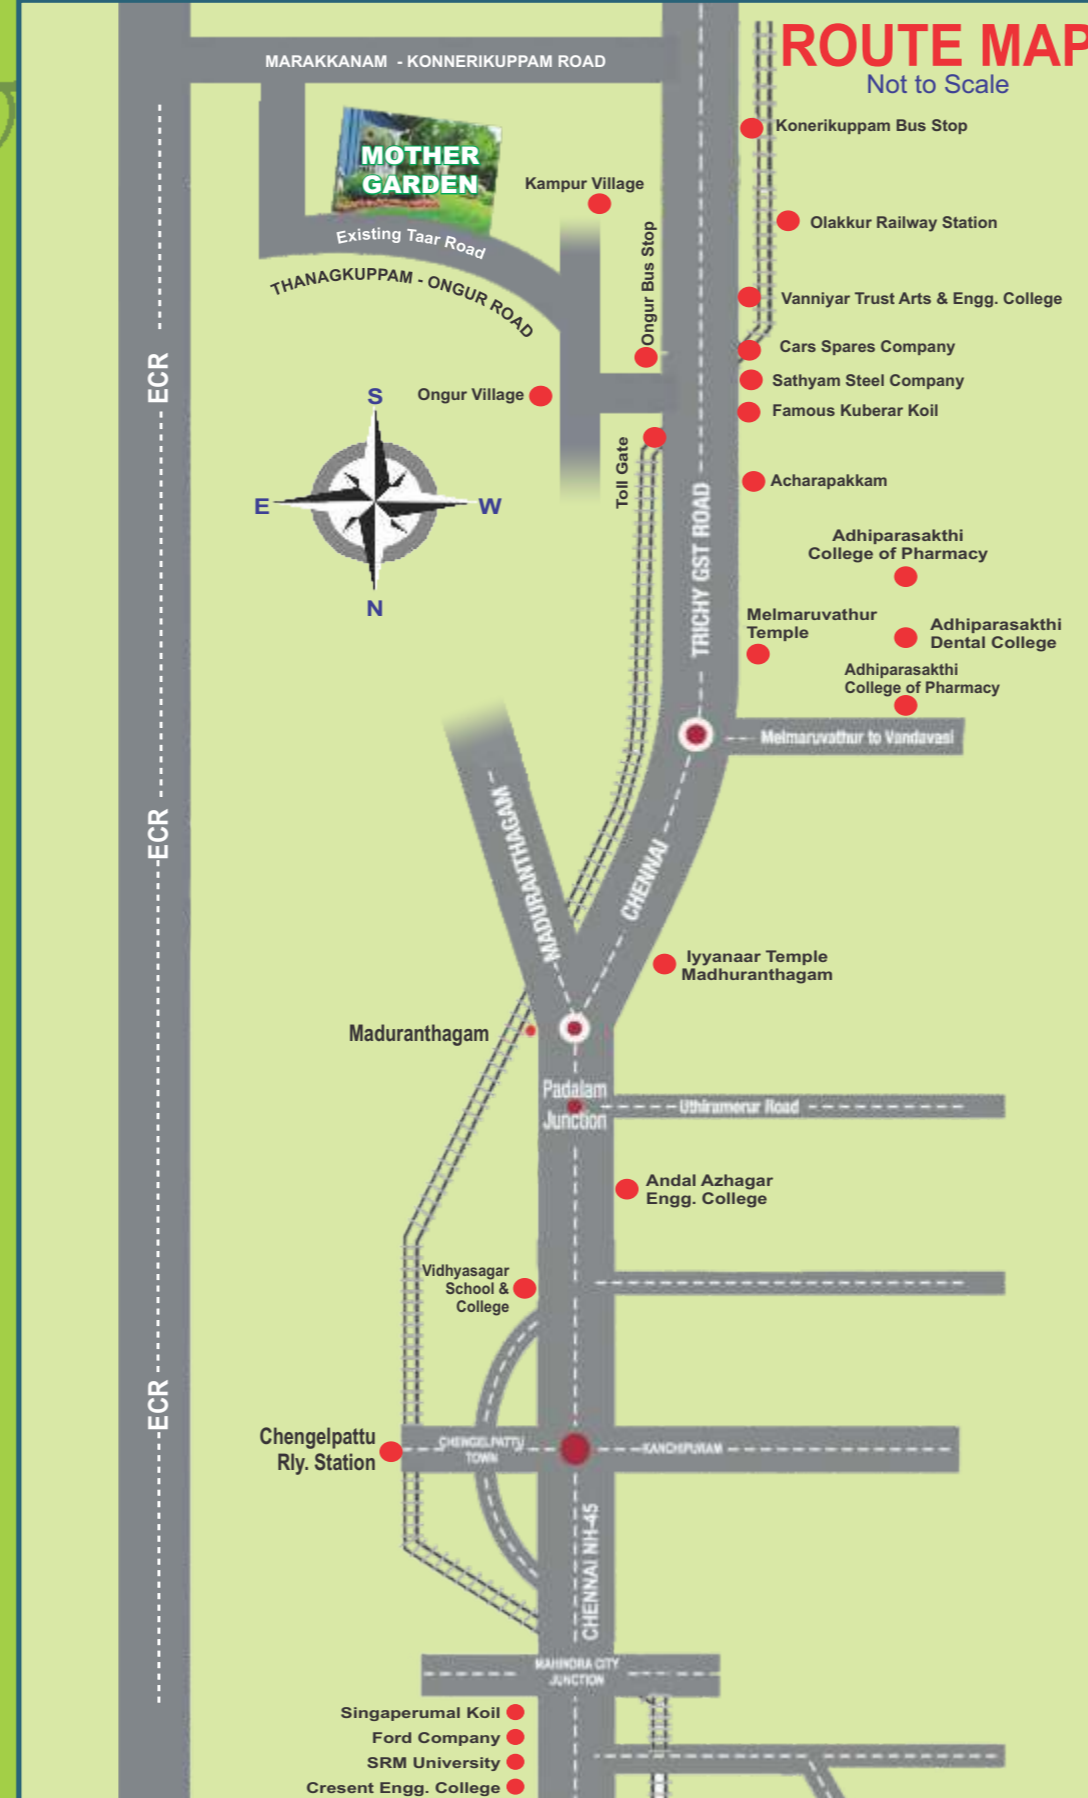 ROUTE MAP
Not to Scale
MARAKKANAM - KONNERIKUPPAM ROAD
MOTHER
GARDEN
Existing Taar Road
THANAGKUPPAM - ONGUR ROAD
Kampur Village
Ongur Bus Stop
Ongur Village
Konerikuppam Bus Stop
Olakkur Railway Station
Vanniyar Trust Arts & Engg. College
Cars Spares Company
Sathyam Steel Company
Famous Kuberar Koil
Acharapakkam
ECR
S
E
W
N
Toll Gate
TRICHY GST ROAD
Adhiparasakthi
College of Pharmacy
Melmaruvathur
Temple
Adhiparasakthi
Dental College
Adhiparasakthi
College of Pharmacy
Melmaruvathur to Vandavasi
MADURANTHAGAM
CHENNAI
ECR
Iyyanaar Temple
Madhuranthagam
Maduranthagam
Padalam
Junction
Uthiramerur Road
Andal Azhagar
Engg. College
Vidhyasagar
School &
College
ECR
Chengelpattu
Rly. Station
CHENGELPATTU
TOWN
KANCHIPURAM
CHENNAI NH-45
MAHINDRA CITY
JUNCTION
Singaperumal Koil
Ford Company
SRM University
Cresent Engg. College